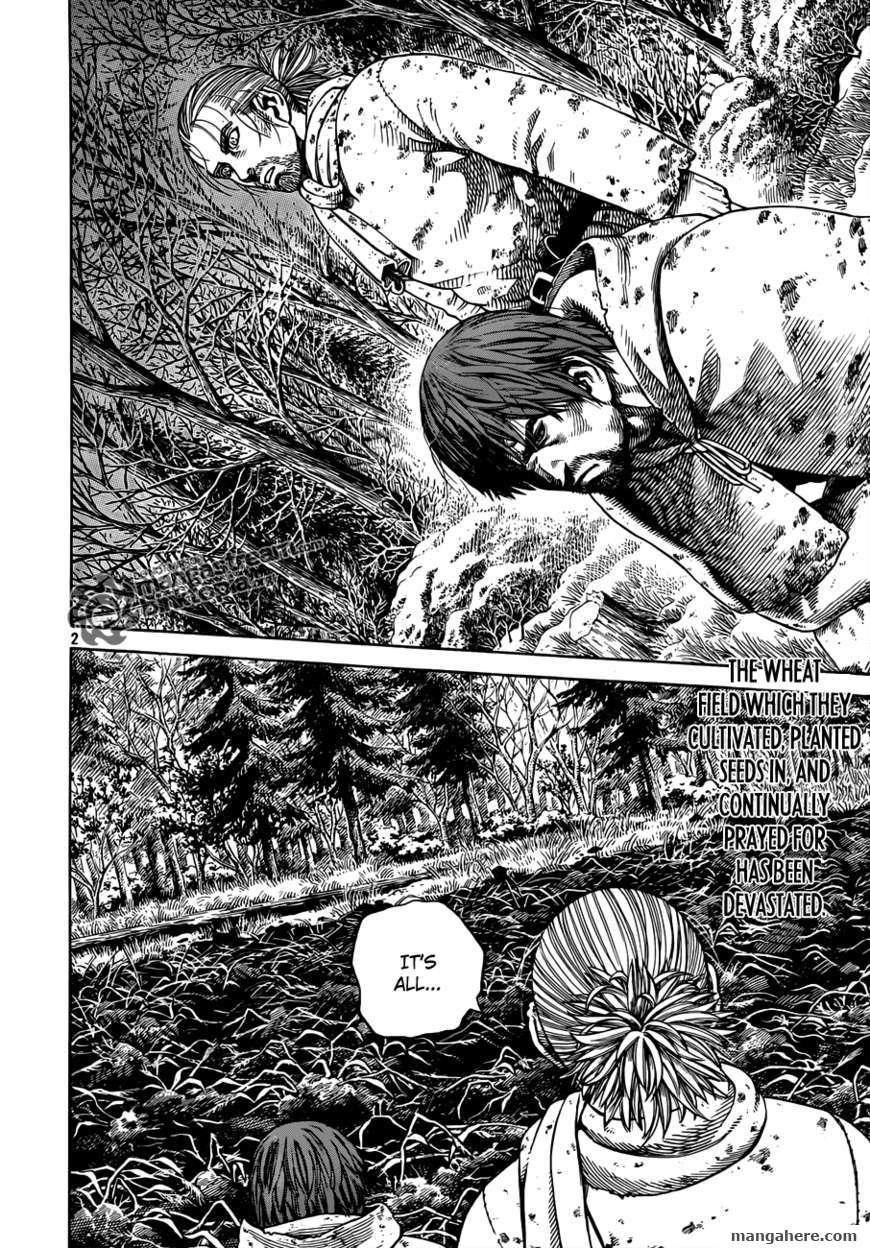 mangastream
2
THE WHEAT
FIELD WHICH THEY
CULTIVATED, PLANTED
SEEDS IN, AND
CONTINUALLY
PRAYED FOR
HAS BEEN
DEVASTATED.
IT'S
ALL...
mangahere.com